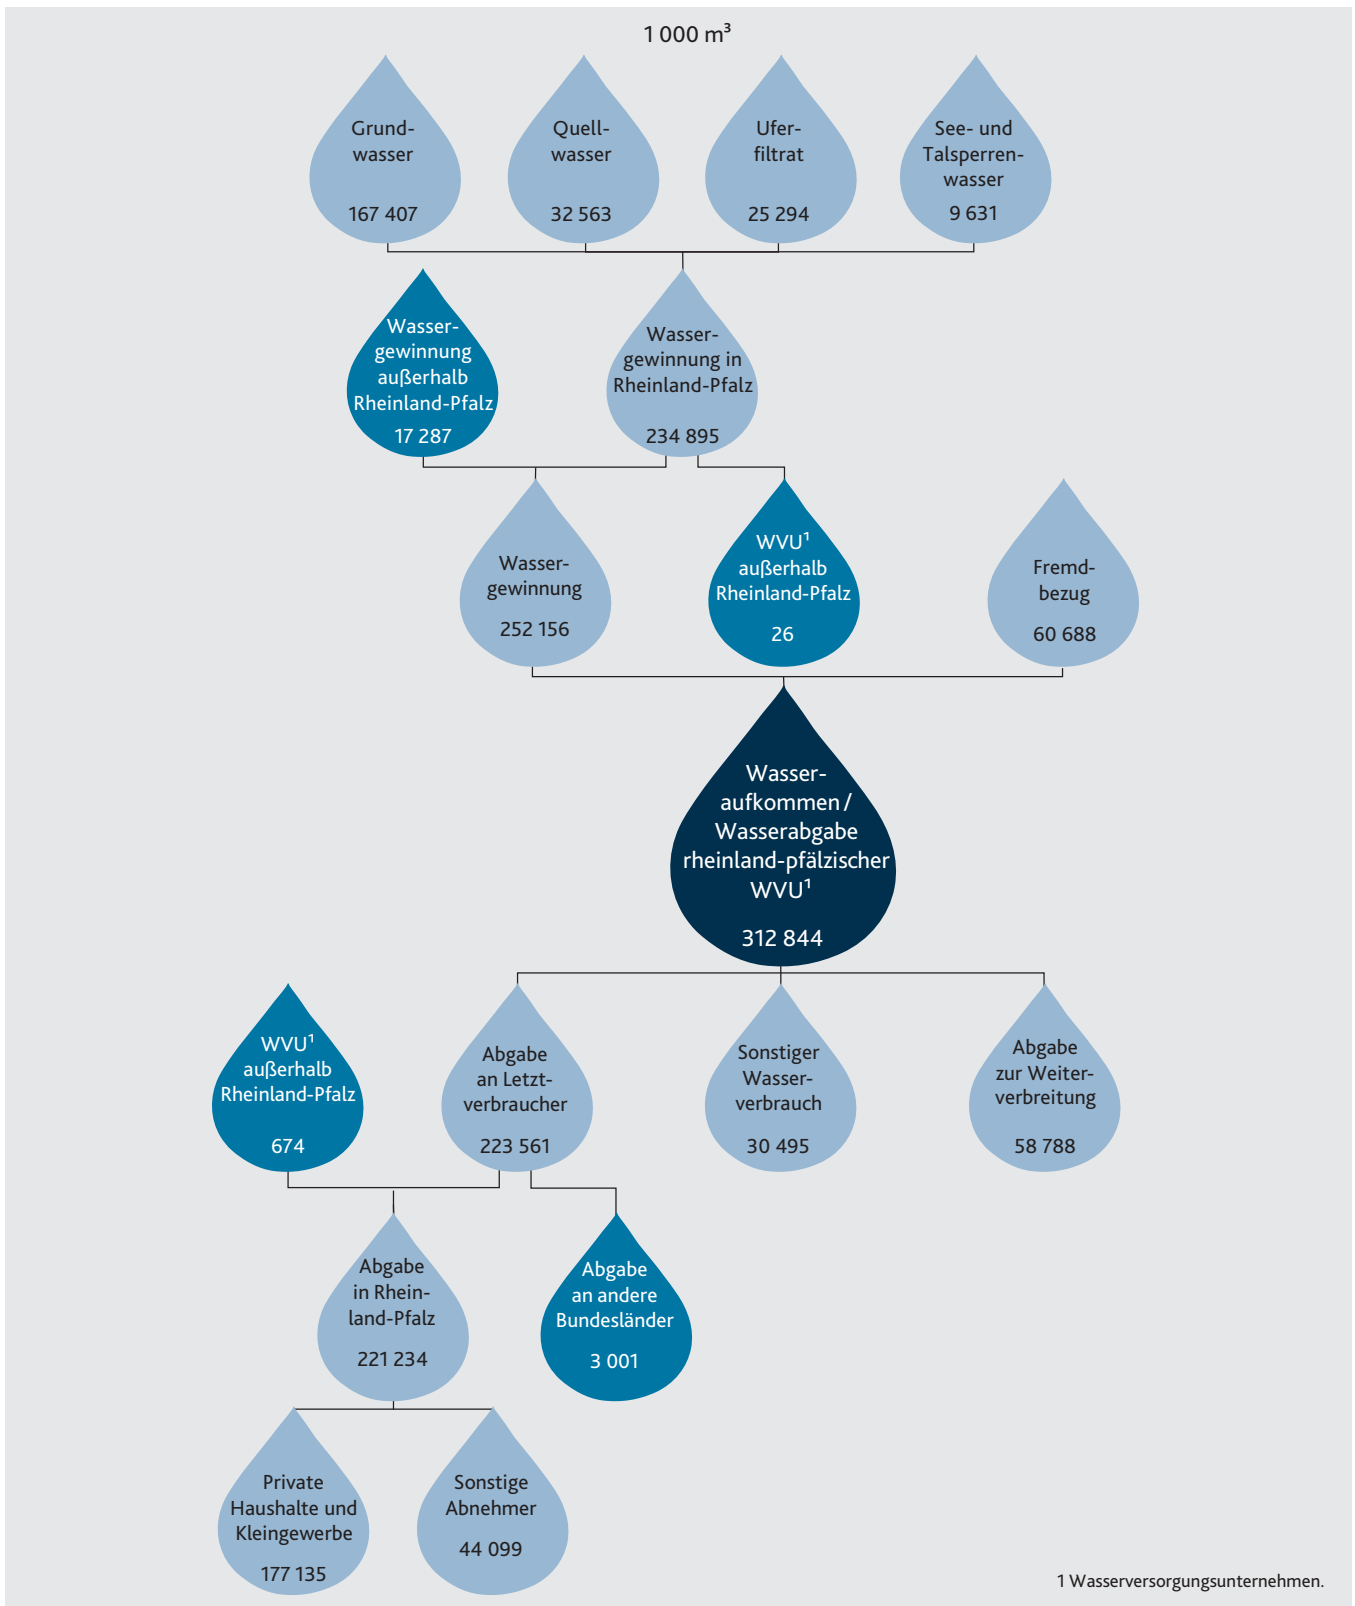 1 000 m³
Grund-
wasser
167 407
Quell-
wasser
32 563
Ufer-
filtrat
25 294
See- und
Talsperren-
wasser
9 631
Wasser-
gewinnung
außerhalb
Rheinland-Pfalz
17 287
Wasser-
gewinnung in
Rheinland-Pfalz
234 895
Wasser-
gewinnung
252 156
WVU¹
außerhalb
Rheinland-Pfalz
26
Fremd-
bezug
60 688
Wasser-
aufkommen /
Wasserabgabe
rheinland-pfälzischer
WVU¹
312 844
WVU¹
außerhalb
Rheinland-Pfalz
674
Abgabe
an Letzt-
verbraucher
223 561
Sonstiger
Wasser-
verbrauch
30 495
Abgabe
zur Weiter-
verbreitung
58 788
Abgabe
in Rhein-
land-Pfalz
221 234
Abgabe
an andere
Bundesländer
3 001
Private
Haushalte und
Kleingewerbe
177 135
Sonstige
Abnehmer
44 099
1 Wasserversorgungsunternehmen.